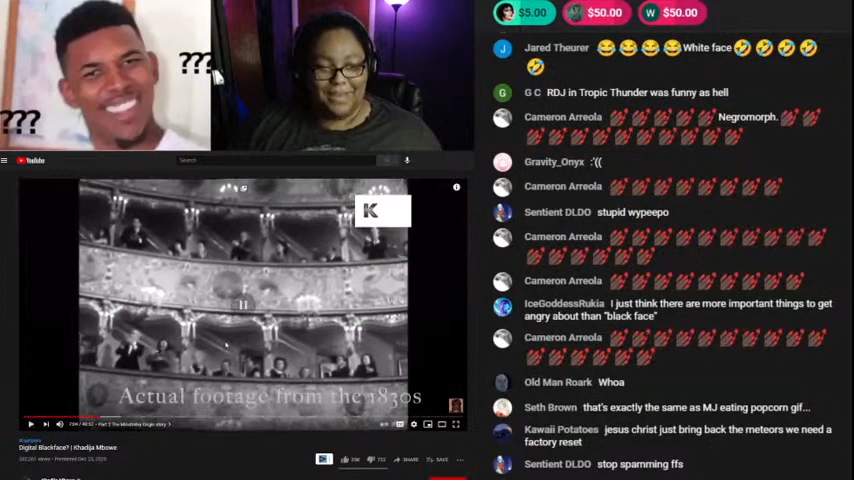 ???
???
YouTube
Search
K
Actual footage from the 1830s
Digital Blackface? | Khadija Mbowe
SHARE
SAVE
$5.00
$50.00
W $50.00
J Jared Theurer 😂😂😂😂White face🤣🤣🤣🤣
🤣
G G C RDJ in Tropic Thunder was funny as hell
Cameron Arreola Negromorph.
Gravity_Onyx :'((
Cameron Arreola
Sentient DLDO stupid wypeepo
Cameron Arreola
Cameron Arreola
IceGoddessRukia I just think there are more important things to get
angry about than "black face"
Cameron Arreola
Old Man Roark Whoa
Seth Brown that's exactly the same as MJ eating popcorn gif...
Kawaii Potatoes jesus christ just bring back the meteors we need a
factory reset
Sentient DLDO stop spamming ffs